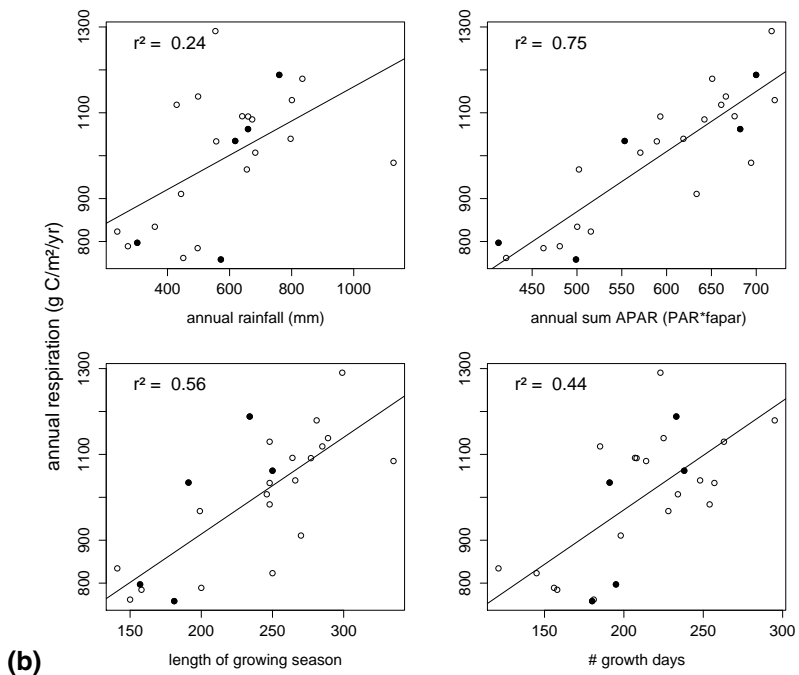 annual respiration (g C/m²/yr)
r² = 0.24
800 900 1100 1300
200 400 600 800 1000
annual rainfall (mm)
r² = 0.75
800 900 1100 1300
450 500 550 600 650 700
annual sum APAR (PAR*fapar)
r² = 0.56
800 900 1100 1300
150 200 250 300
length of growing season
r² = 0.44
800 900 1100 1300
150 200 250 300
# growth days
(b)